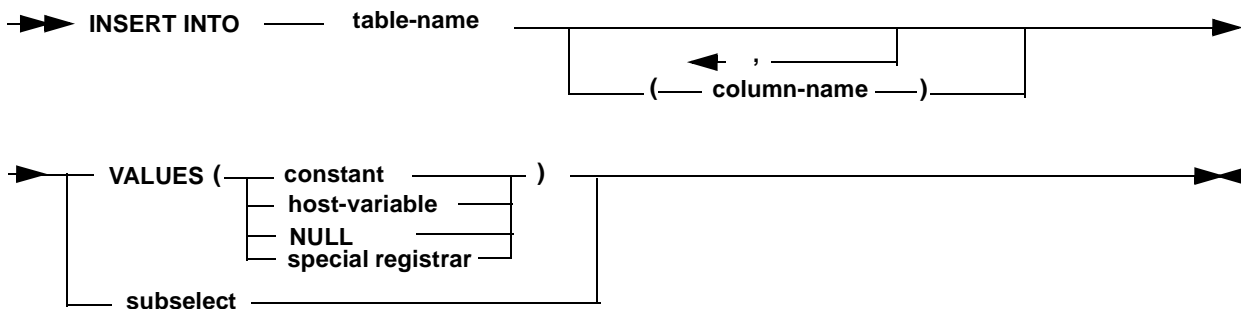 INSERT INTO table-name
,
( column-name )
VALUES ( constant )
host-variable
NULL
special registrar
subselect